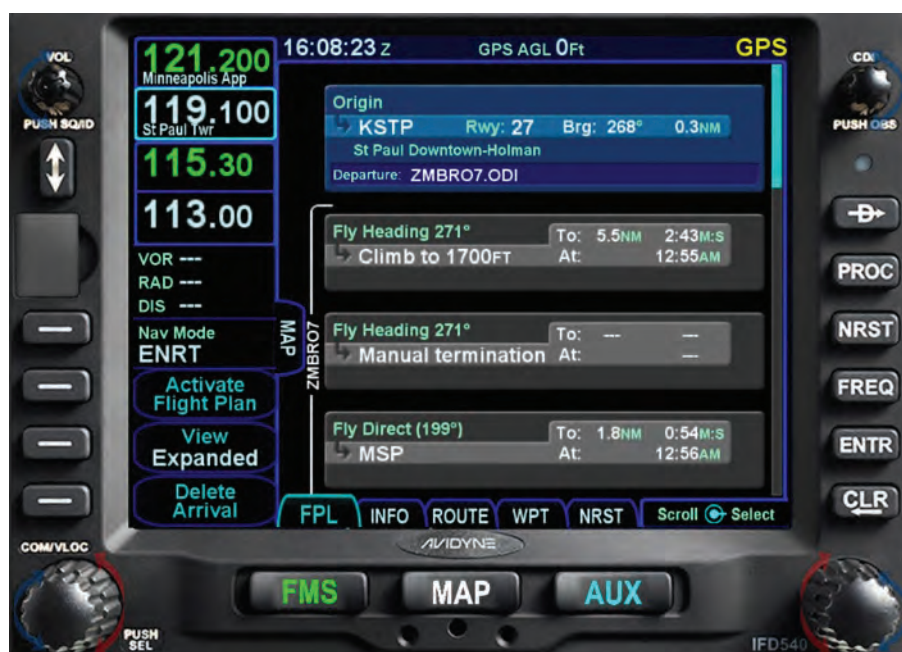 VOL
PUSH SQ/ID
121.200
Minneapolis App
119.100
St Paul Twr
115.30
113.00
VOR ---
RAD ---
DIS ---
Nav Mode
ENRT
Activate
Flight Plan
View
Expanded
Delete
Arrival
COM/VLOC
PUSH
SEL
16:08:23 Z GPS AGL 0Ft GPS
Origin
KSTP Rwy: 27 Brg: 268° 0.3NM
St Paul Downtown-Holman
Departure: ZMBRO7.ODI
MAP
ZMBRO7
Fly Heading 271° To: 5.5NM 2:43M:S
Climb to 1700FT At: 12:55AM
Fly Heading 271° To: --- ---
Manual termination At: ---
Fly Direct (199°) To: 1.8NM 0:54M:S
MSP At: 12:56AM
FPL INFO ROUTE WPT NRST Scroll Select
AVIDYNE
FMS MAP AUX
PUSH OBS
D
PROC
NRST
FREQ
ENTR
CLR
IFD540